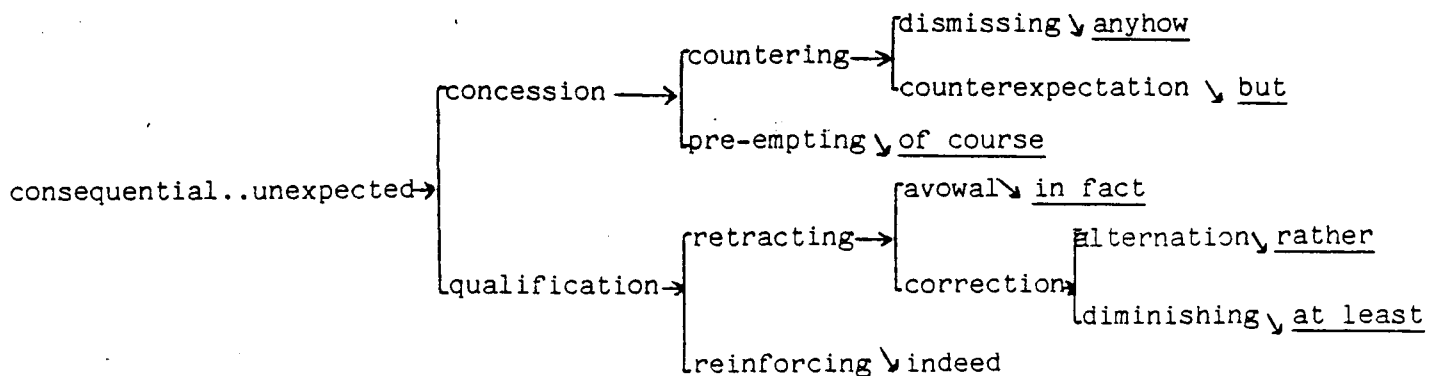 dismissing ↘ anyhow
countering →
concession →
counterexpectation ↘ but
pre-empting ↘ of course
consequential..unexpected→
avowal↘ in fact
retracting →
alternation↘ rather
qualification→
correction→
diminishing ↘ at least
reinforcing ↘ indeed